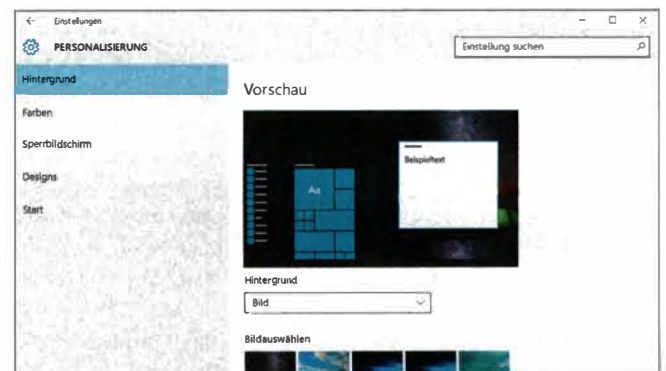 Einstellungen
PERSONALISIERUNG
Einstellung suchen
Hintergrund
Farben
Sperrbildschirm
Designs
Start
Vorschau
Aa
Beispieltext
Hintergrund
Bild
Bildauswählen